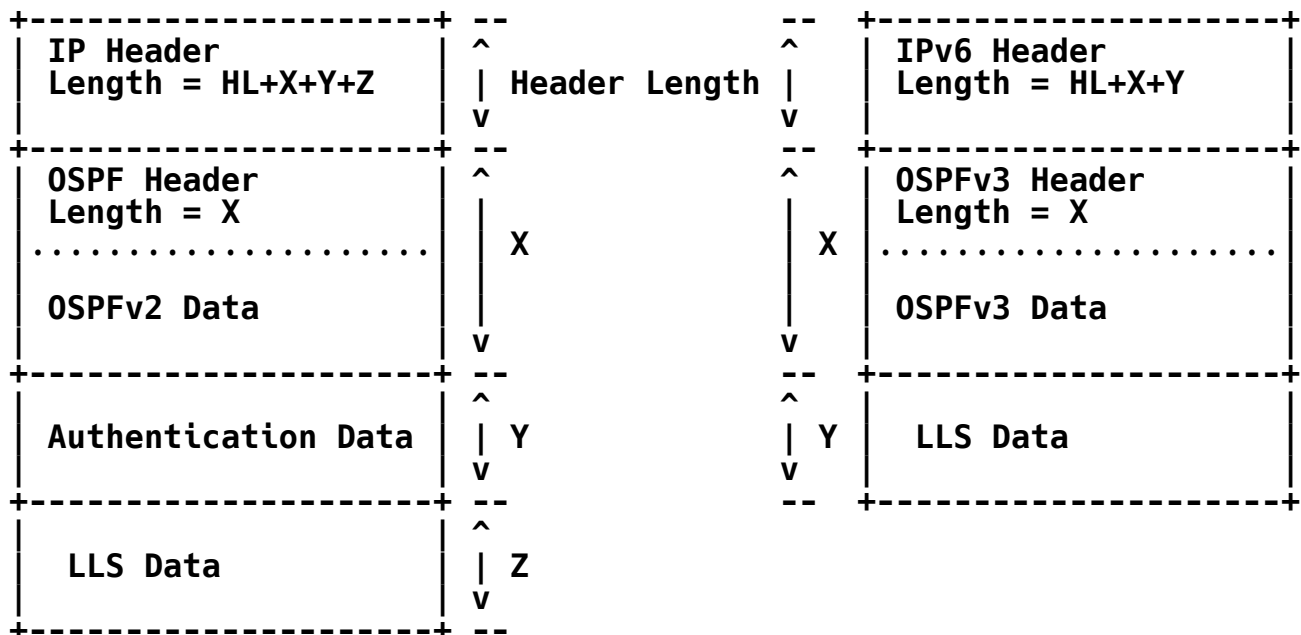 +---------------------+ --              --  +---------------------+
| IP Header           | ^               ^   | IPv6 Header         |
| Length = HL+X+Y+Z   | | Header Length |   | Length = HL+X+Y     |
|                     | v               v   |                     |
+---------------------+ --              --  +---------------------+
| OSPF Header         | ^               ^   | OSPFv3 Header       |
| Length = X          | |               |   | Length = X          |
|.....................| | X             | X |.....................|
|                     | |               |   |                     |
| OSPFv2 Data         | |               |   | OSPFv3 Data         |
|                     | v               v   |                     |
+---------------------+ --              --  +---------------------+
|                     | ^               ^   |                     |
| Authentication Data | | Y             | Y |  LLS Data           |
|                     | v               v   |                     |
+---------------------+ --              --  +---------------------+
|                     | ^
|  LLS Data           | | Z
|                     | v
+---------------------+ --